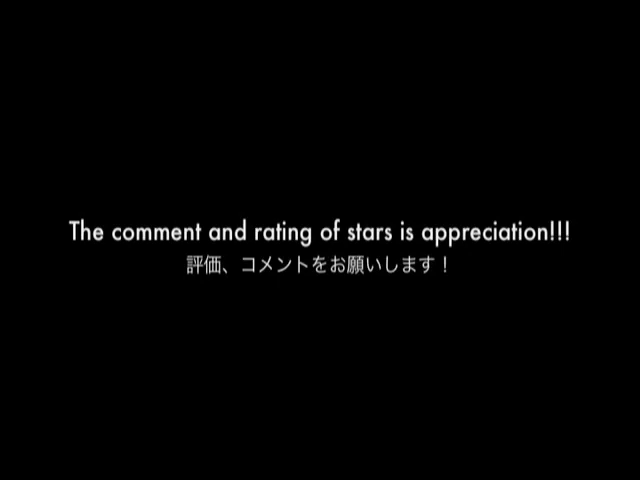 The comment and rating of stars is appreciation!!!
評価、コメントをお願いします！